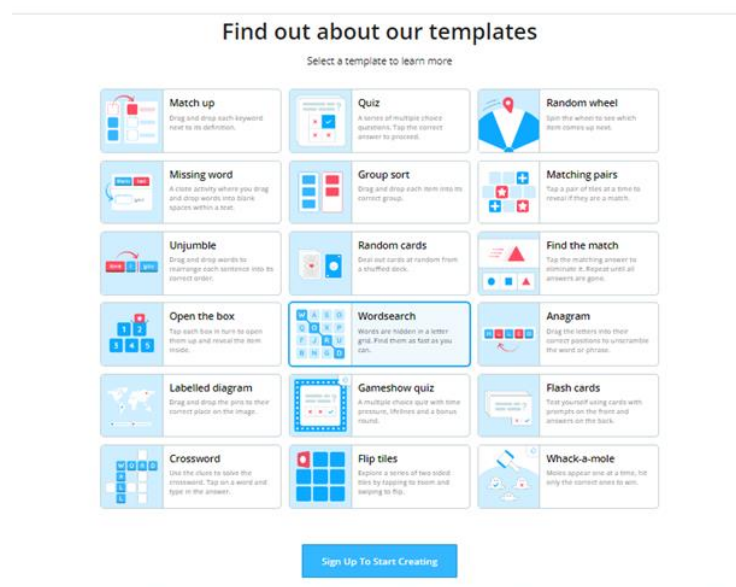 Find out about our templates
Select a template to learn more
Match up
Drag and drop each keyword
next to its definition.
Quiz
A series of multiple choice
questions. Tap the correct
answer to proceed.
Random wheel
Spin the wheel to see which
item comes up next.
Missing word
A cloze activity where you drag
and drop words into blank
spaces within a text.
Group sort
Drag and drop each item into its
correct group.
Matching pairs
Tap a pair of tiles at a time to
reveal if they are a match.
Unjumble
Drag and drop words to
rearrange each sentence into its
correct order.
Random cards
Deal out cards at random from
a shuffled deck.
Find the match
Tap the matching answer to
eliminate it. Repeat until all
answers are gone.
Open the box
Tap each box in turn to open
them up and reveal the item
inside.
1 2
3 4 5
Wordsearch
Words are hidden in a letter
grid. Find them as fast as you
can.
Anagram
Drag the letters into their
correct positions to unscramble
the word or phrase.
Labelled diagram
Drag and drop the pins to their
correct place on the image.
Gameshow quiz
A multiple choice quiz with time
pressure, lifelines and a bonus
round.
Flash cards
Test yourself using cards with
prompts on the front and
answers on the back.
Crossword
Use the clues to solve the
crossword. Tap on a word and
type in the answer.
WORD
Flip tiles
Explore a series of two sided
tiles by tapping to zoom and
swiping to flip.
Whack-a-mole
Moles appear one at a time, hit
only the correct ones to win.
Sign Up To Start Creating